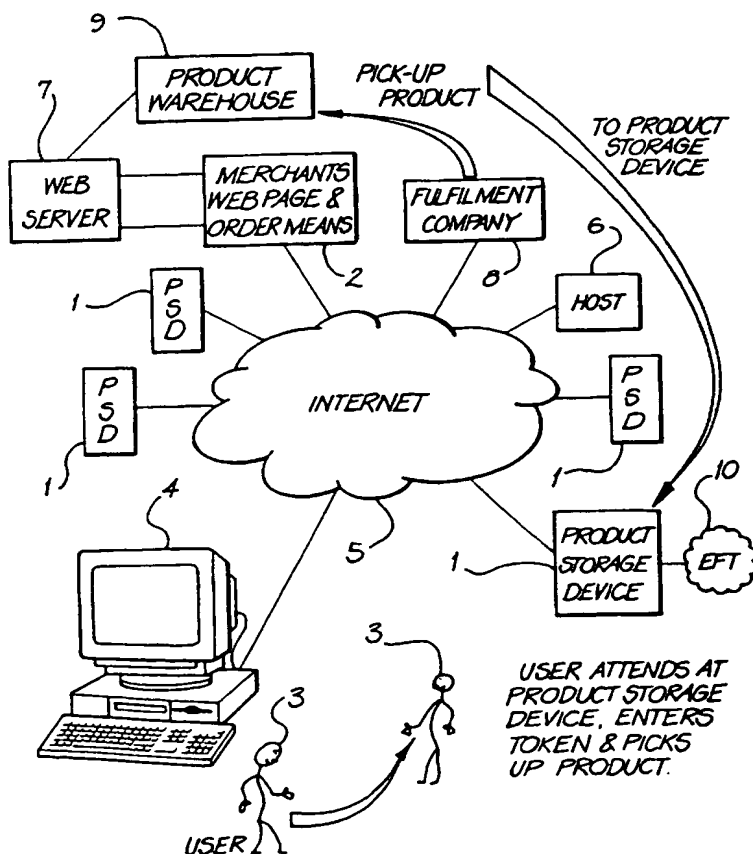 9
PRODUCT
WAREHOUSE
PICK-UP
PRODUCT
TO PRODUCT
STORAGE
DEVICE
7
WEB
SERVER
MERCHANTS
WEB PAGE &
ORDER MEANS
2
FULFILMENT
COMPANY
8
6
HOST
1
P
S
D
1
P
S
D
INTERNET
P
S
D
1
4
5
10
1
PRODUCT
STORAGE
DEVICE
EFT
3
3
USER
USER ATTENDS AT
PRODUCT STORAGE
DEVICE, ENTERS
TOKEN & PICKS
UP PRODUCT.